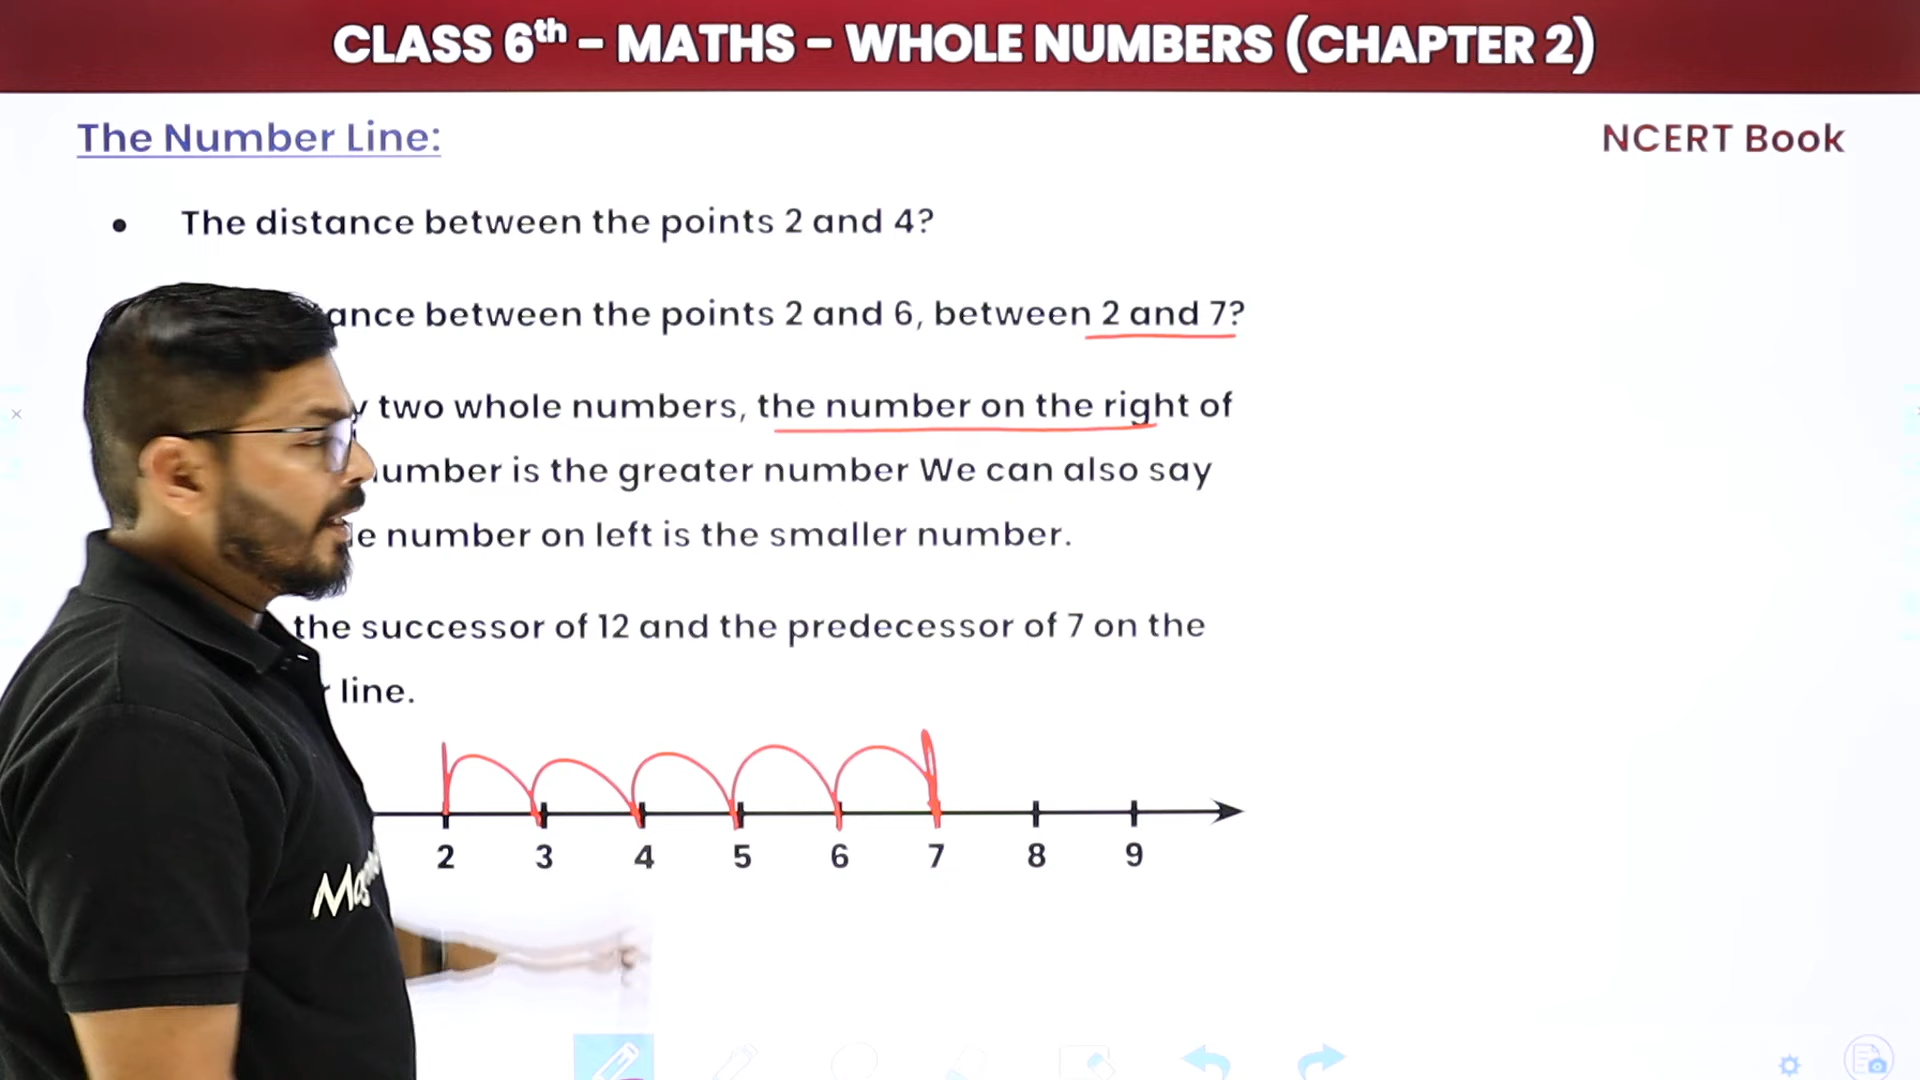 CLASS 6th - MATHS - WHOLE NUMBERS (CHAPTER 2)
The Number Line:
NCERT Book
• The distance between the points 2 and 4?
ance between the points 2 and 6, between 2 and 7?
two whole numbers, the number on the right of
umber is the greater number We can also say
e number on left is the smaller number.
the successor of 12 and the predecessor of 7 on the
line.
2 3 4 5 6 7 8 9